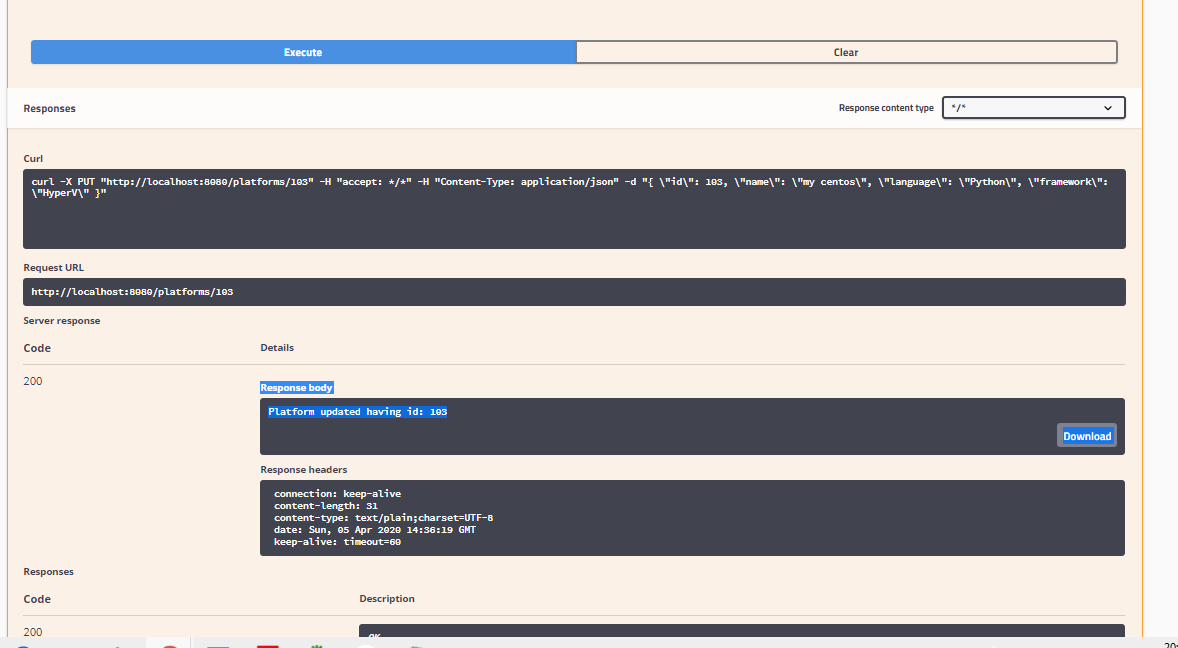 Execute
Clear
Responses
Response content type
*/*
Curl
curl -X PUT "http://localhost:8080/platforms/103" -H "accept: */*" -H "Content-Type: application/json" -d "{ \"id\": 103, \"name\": \"my centos\", \"language\": \"Python\", \"framework\":
\"HyperV\" }"
Request URL
http://localhost:8080/platforms/103
Server response
Code
Details
200
Response body
Platform updated having id: 103
Download
Response headers
connection: keep-alive
content-length: 31
content-type: text/plain;charset=UTF-8
date: Sun, 05 Apr 2020 14:36:19 GMT
keep-alive: timeout=60
Responses
Code
Description
200
OK